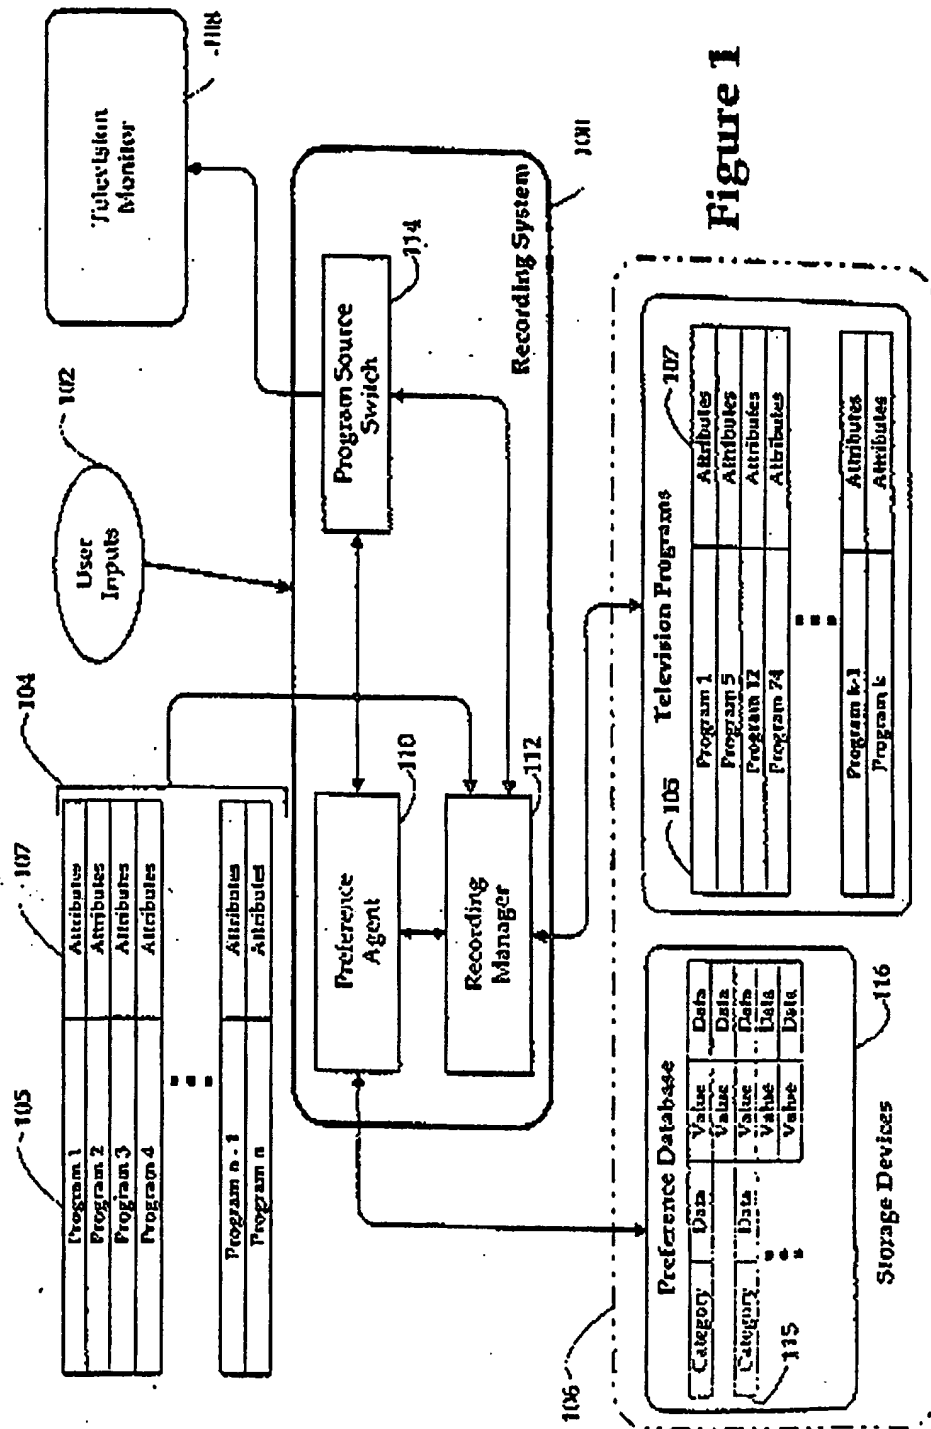 104
105
107
Program 1 Attributes
Program 2 Attributes
Program 3 Attributes
Program 4 Attributes
Program n - 1 Attributes
Program n Attributes
User
Inputs
102
Television
Monitor
108
Preference
Agent
110
Recording
Manager
112
Program Source
Switch
114
Recording System
100
106
Preference Database
Category Data Value Data
Value Data
Category Data Value Data
Value Data
Value Data
115
116
Storage Devices
Television Programs
105
107
Program 1 Attributes
Program 5 Attributes
Program 12 Attributes
Program 74 Attributes
Program k-1 Attributes
Program k Attributes
Figure 1